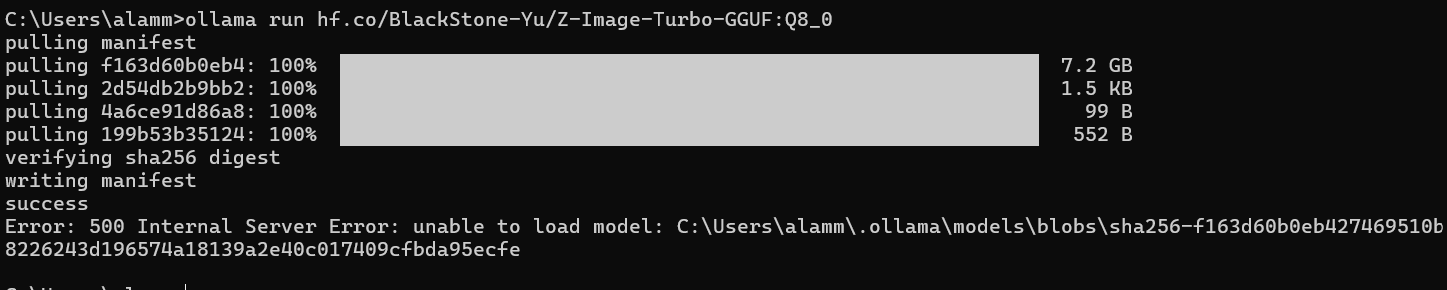 C:\Users\alamm>ollama run hf.co/BlackStone-Yu/Z-Image-Turbo-GGUF:Q8_0
pulling manifest
pulling f163d60b0eb4: 100% 7.2 GB
pulling 2d54db2b9bb2: 100% 1.5 KB
pulling 4a6ce91d86a8: 100% 99 B
pulling 199b53b35124: 100% 552 B
verifying sha256 digest
writing manifest
success
Error: 500 Internal Server Error: unable to load model: C:\Users\alamm\.ollama\models\blobs\sha256-f163d60b0eb427469510b
8226243d196574a18139a2e40c017409cfbda95ecfe